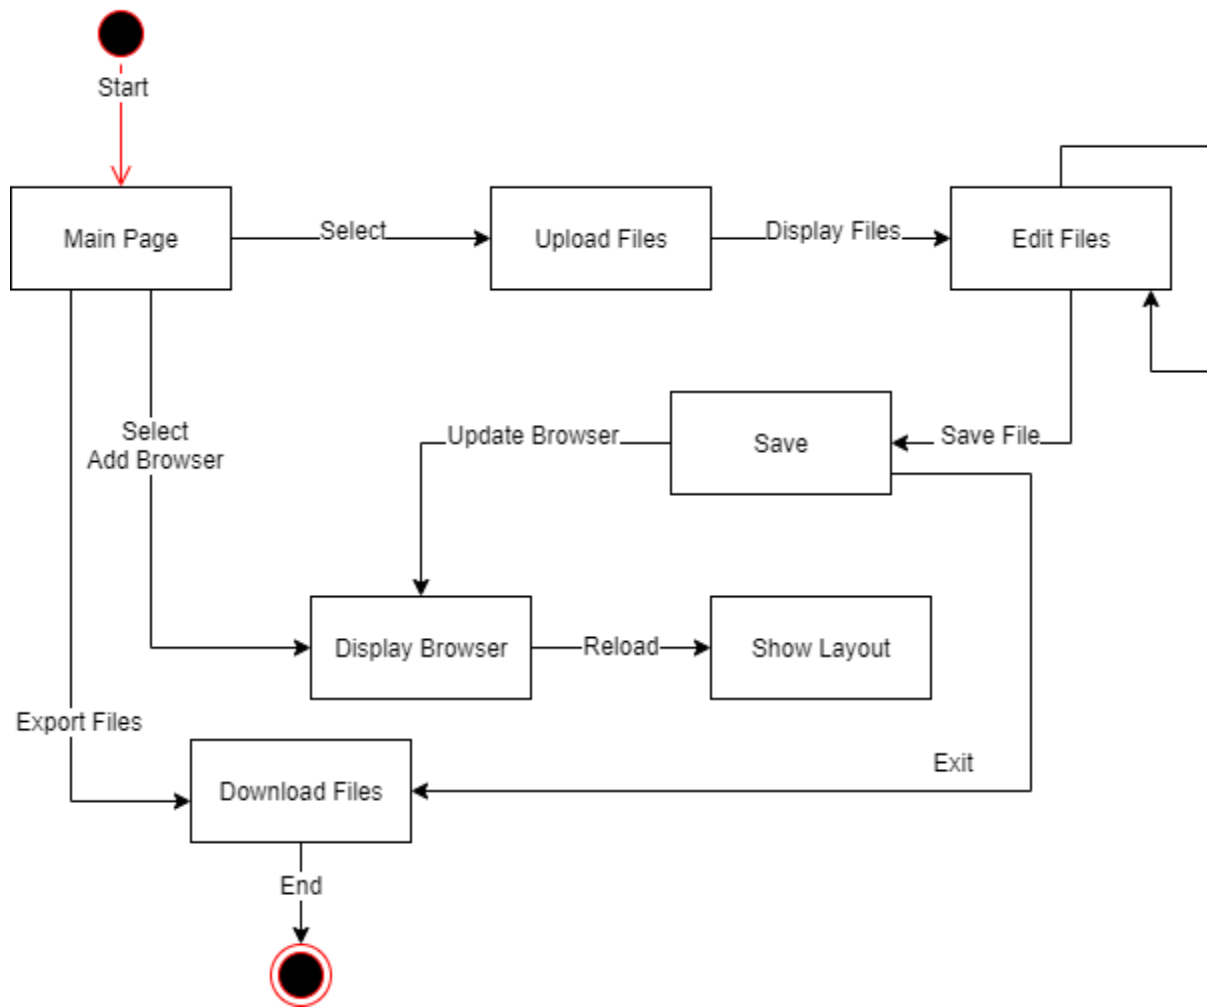 Start
Main Page
Select
Upload Files
Display Files
Edit Files
Select
Add Browser
Update Browser
Save
Save File
Display Browser
Reload
Show Layout
Export Files
Download Files
Exit
End